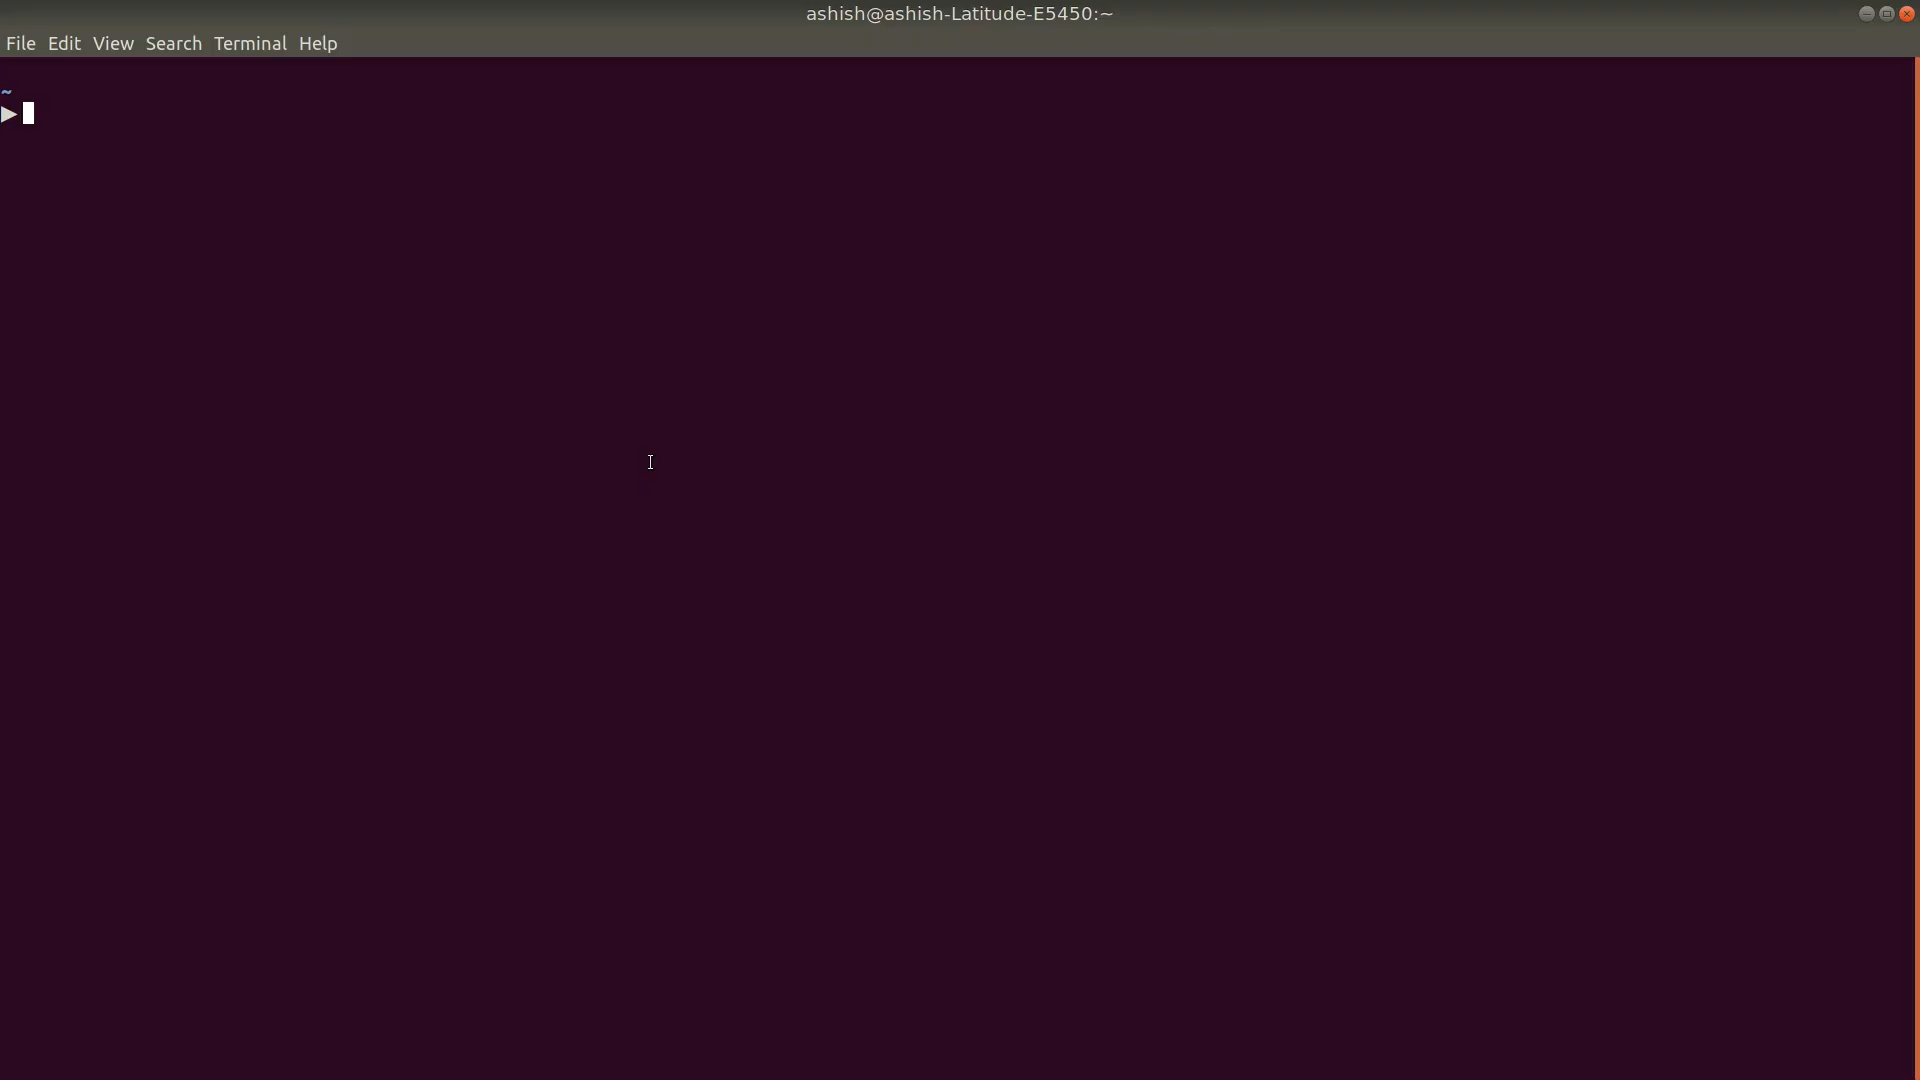 ashish@ashish-Latitude-E5450:~
File Edit View Search Terminal Help
~
▶